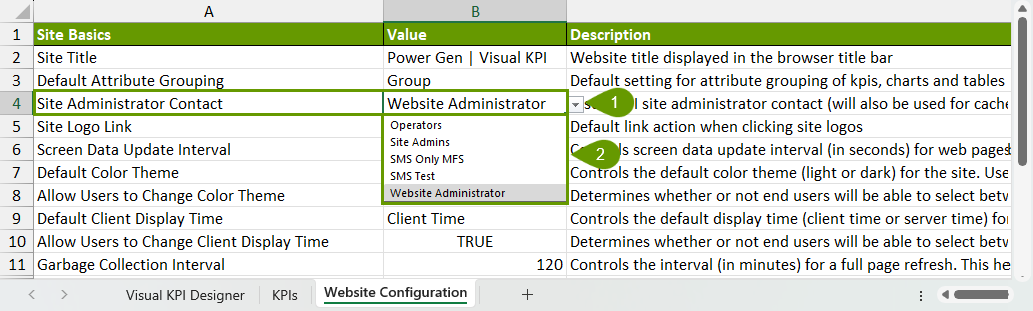 A B
1 Site Basics Value Description
2 Site Title Power Gen | Visual KPI Website title displayed in the browser title bar
3 Default Attribute Grouping Group Default setting for attribute grouping of kpis, charts and tables
4 Site Administrator Contact Website Administrator 1 site administrator contact (will also be used for cache
5 Site Logo Link Operators Default link action when clicking site logos
Site Admins
6 Screen Data Update Interval SMS Only MFS 2 screen data update interval (in seconds) for web pages
7 Default Color Theme SMS Test Controls the default color theme (light or dark) for the site. Use
8 Allow Users to Change Color Theme Website Administrator Determines whether or not end users will be able to select
9 Default Client Display Time Client Time Controls the default display time (client time or server time)
10 Allow Users to Change Client Display Time TRUE Determines whether or not end users will be able to select
11 Garbage Collection Interval 120 Controls the interval (in minutes) for a full page refresh. This
Visual KPI Designer KPIs Website Configuration +